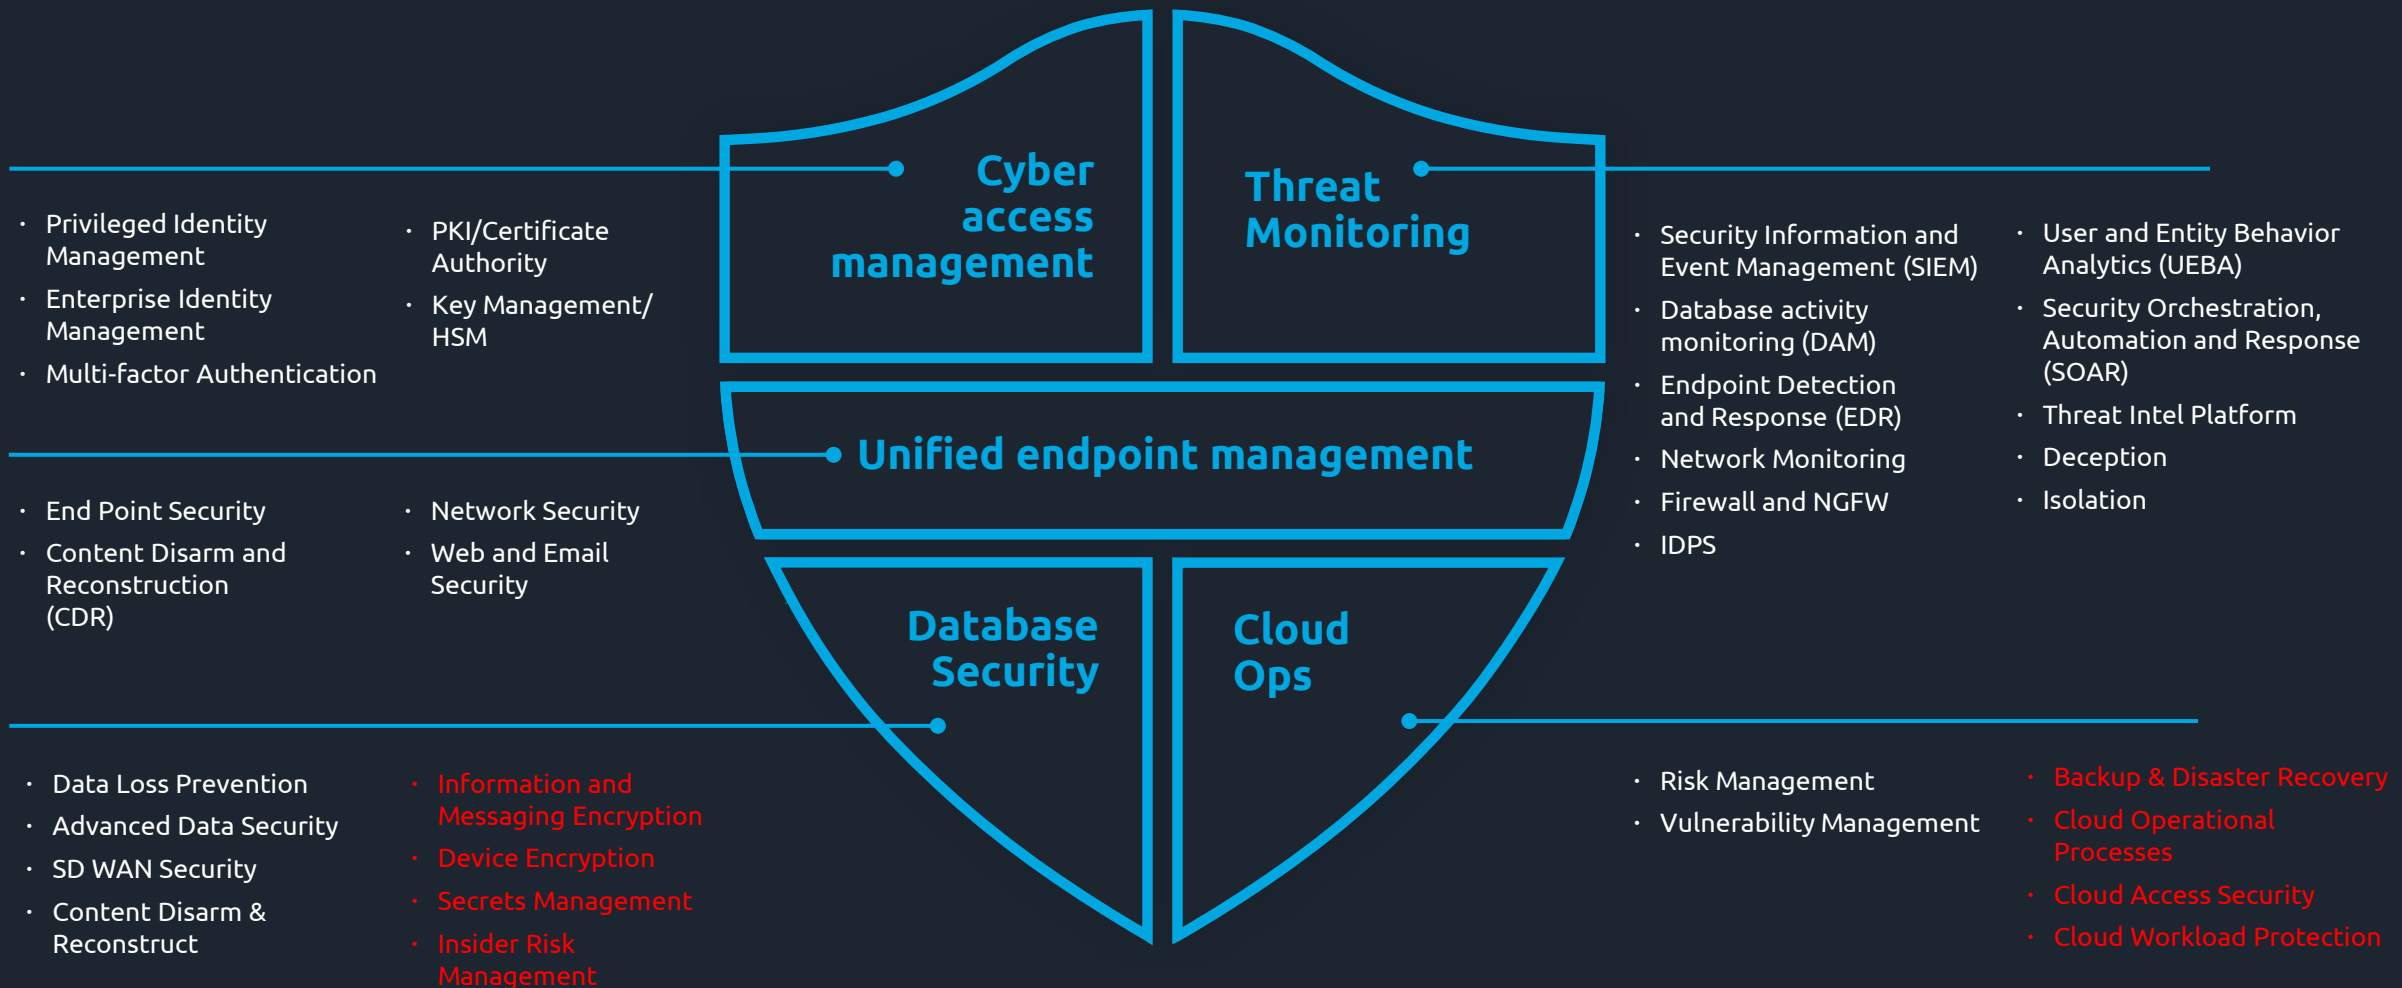 Cyber
access
management
· Privileged Identity
Management
· Enterprise Identity
Management
· Multi-factor Authentication
· PKI/Certificate
Authority
· Key Management/
HSM
Threat
Monitoring
· Security Information and
Event Management (SIEM)
· Database activity
monitoring (DAM)
· Endpoint Detection
and Response (EDR)
· Network Monitoring
· Firewall and NGFW
· IDPS
· User and Entity Behavior
Analytics (UEBA)
· Security Orchestration,
Automation and Response
(SOAR)
· Threat Intel Platform
· Deception
· Isolation
Unified endpoint management
· End Point Security
· Content Disarm and
Reconstruction
(CDR)
· Network Security
· Web and Email
Security
Database
Security
· Data Loss Prevention
· Advanced Data Security
· SD WAN Security
· Content Disarm &
Reconstruct
· Information and
Messaging Encryption
· Device Encryption
· Secrets Management
· Insider Risk
Management
Cloud
Ops
· Risk Management
· Vulnerability Management
· Backup & Disaster Recovery
· Cloud Operational
Processes
· Cloud Access Security
· Cloud Workload Protection